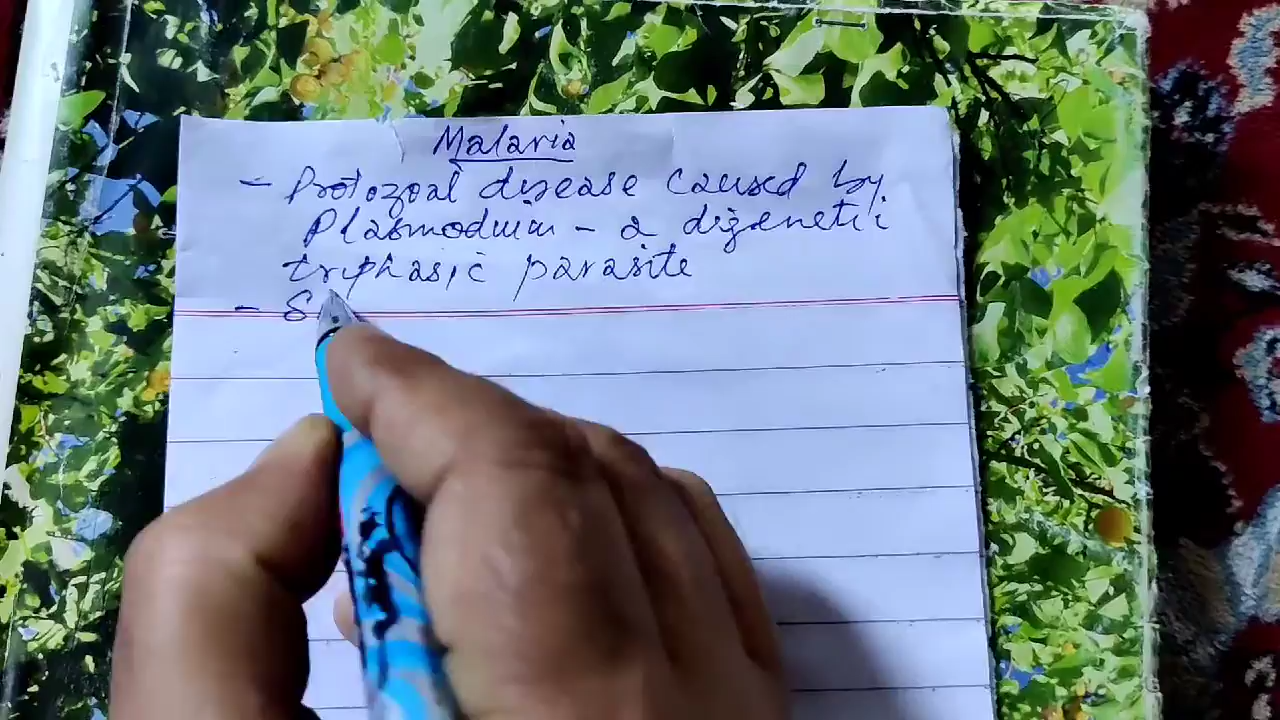 Malaria
- Protozoal disease caused by
Plasmodium - a digenetic
triphasic parasite
- S